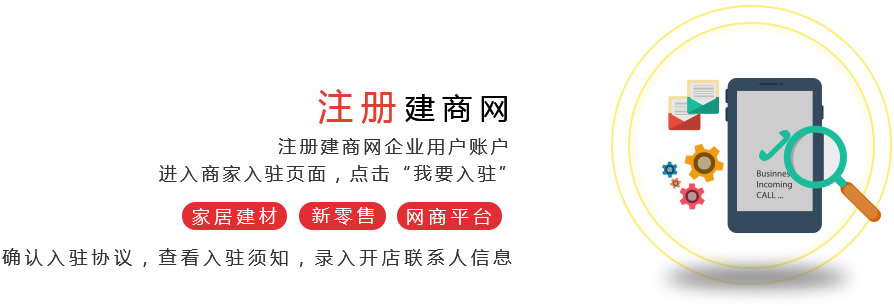 注册 建商网
注册建商网企业用户账户
进入商家入驻页面，点击“我要入驻”
家居建材 新零售 网商平台
确认入驻协议，查看入驻须知，录入开店联系人信息
Businnes
Incoming
CALL ...